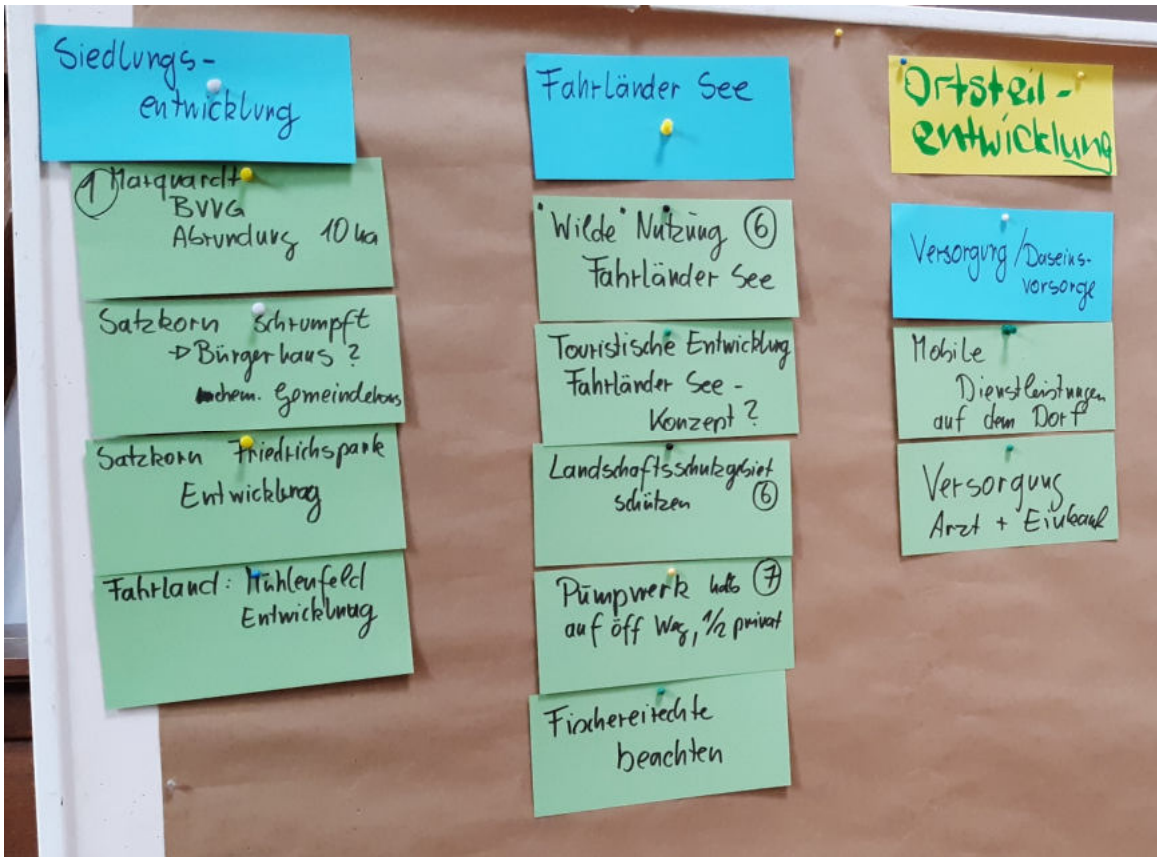 Siedlungs-
entwicklung
① Marquardt
BVVG
Abrundung 10 ha
Satzkorn schrumpft
→ Bürgerhaus ?
ehem. Gemeindehaus
Satzkorn Friedrichspark
Entwicklung
Fahrland: Mühlenfeld
Entwicklung
Fahrländer See
"Wilde" Nutzung ⑥
Fahrländer See
Touristische Entwicklung
Fahrländer See -
Konzept ?
Landschaftsschutzgebiet
schützen ⑥
Pumpwerk halb ⑦
auf öff Weg, 1/2 privat
Fischereirechte
beachten
Ortsteil-
entwicklung
Versorgung / Daseins-
vorsorge
Mobile
Dienstleistungen
auf dem Dorf
Versorgung
Arzt + Einkauf